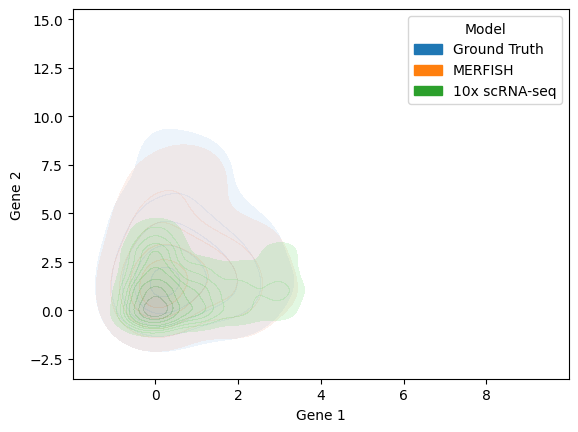 Model
Ground Truth
MERFISH
10x scRNA-seq
15.0
12.5
10.0
7.5
5.0
2.5
0.0
−2.5
Gene 2
0 2 4 6 8
Gene 1